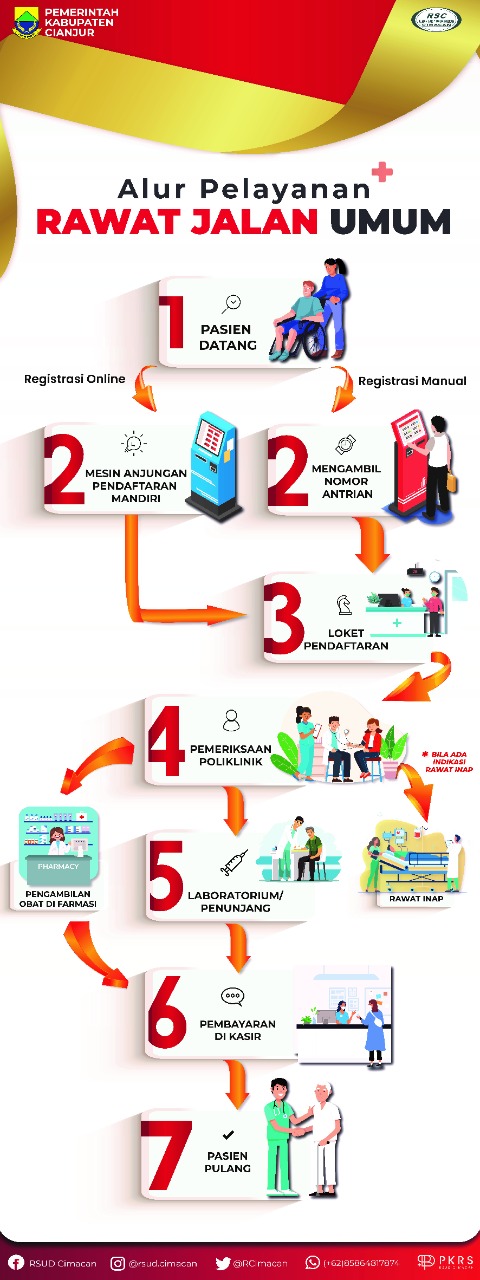 PEMERINTAH
KABUPATEN
CIANJUR
RSC
Alur Pelayanan
RAWAT JALAN UMUM
1
PASIEN
DATANG
Registrasi Online
Registrasi Manual
2
MESIN ANJUNGAN
PENDAFTARAN
MANDIRI
2
MENGAMBIL
NOMOR
ANTRIAN
3
LOKET
PENDAFTARAN
4
PEMERIKSAAN
POLIKLINIK
* BILA ADA
INDIKASI
RAWAT INAP
PHARMACY
PENGAMBILAN
OBAT DI FARMASI
5
LABORATORIUM/
PENUNJANG
RAWAT INAP
6
PEMBAYARAN
DI KASIR
7
PASIEN
PULANG
RSUD Cimacan
@rsud.cimacan
@RCimacan
(+62)85864817874
PKRS
RSUD CIMACAN